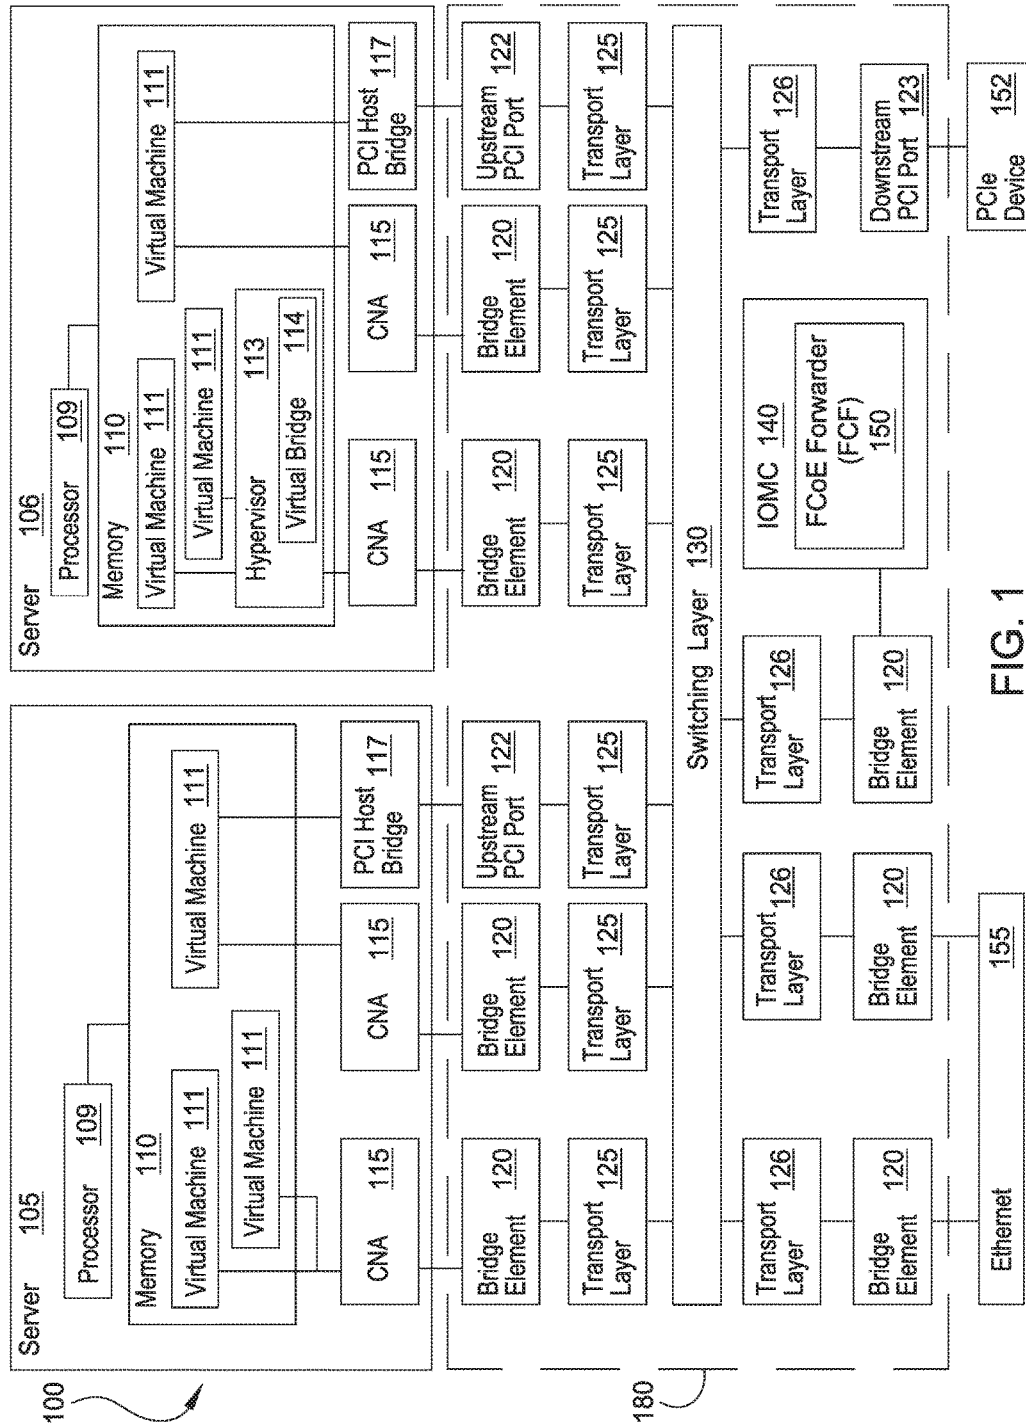 100
Server 105
Processor 109
Memory 110
Virtual Machine 111
Virtual Machine 111
Virtual Machine 111
CNA 115
CNA 115
PCI Host
Bridge 117
Server 106
Processor 109
Memory 110
Virtual Machine 111
Virtual Machine 111
Virtual Machine 111
Hypervisor 113
Virtual Bridge 114
CNA 115
CNA 115
PCI Host
Bridge 117
180
Bridge
Element 120
Bridge
Element 120
Upstream
PCI Port 122
Bridge
Element 120
Bridge
Element 120
Upstream
PCI Port 122
Transport
Layer 125
Transport
Layer 125
Transport
Layer 125
Transport
Layer 125
Transport
Layer 125
Transport
Layer 125
Switching Layer 130
Transport
Layer 126
Transport
Layer 126
Transport
Layer 126
IOMC 140
FCoE Forwarder
(FCF)
150
Transport
Layer 126
Bridge
Element 120
Bridge
Element 120
Bridge
Element 120
Downstream
PCI Port 123
Ethernet 155
PCIe
Device 152
FIG. 1